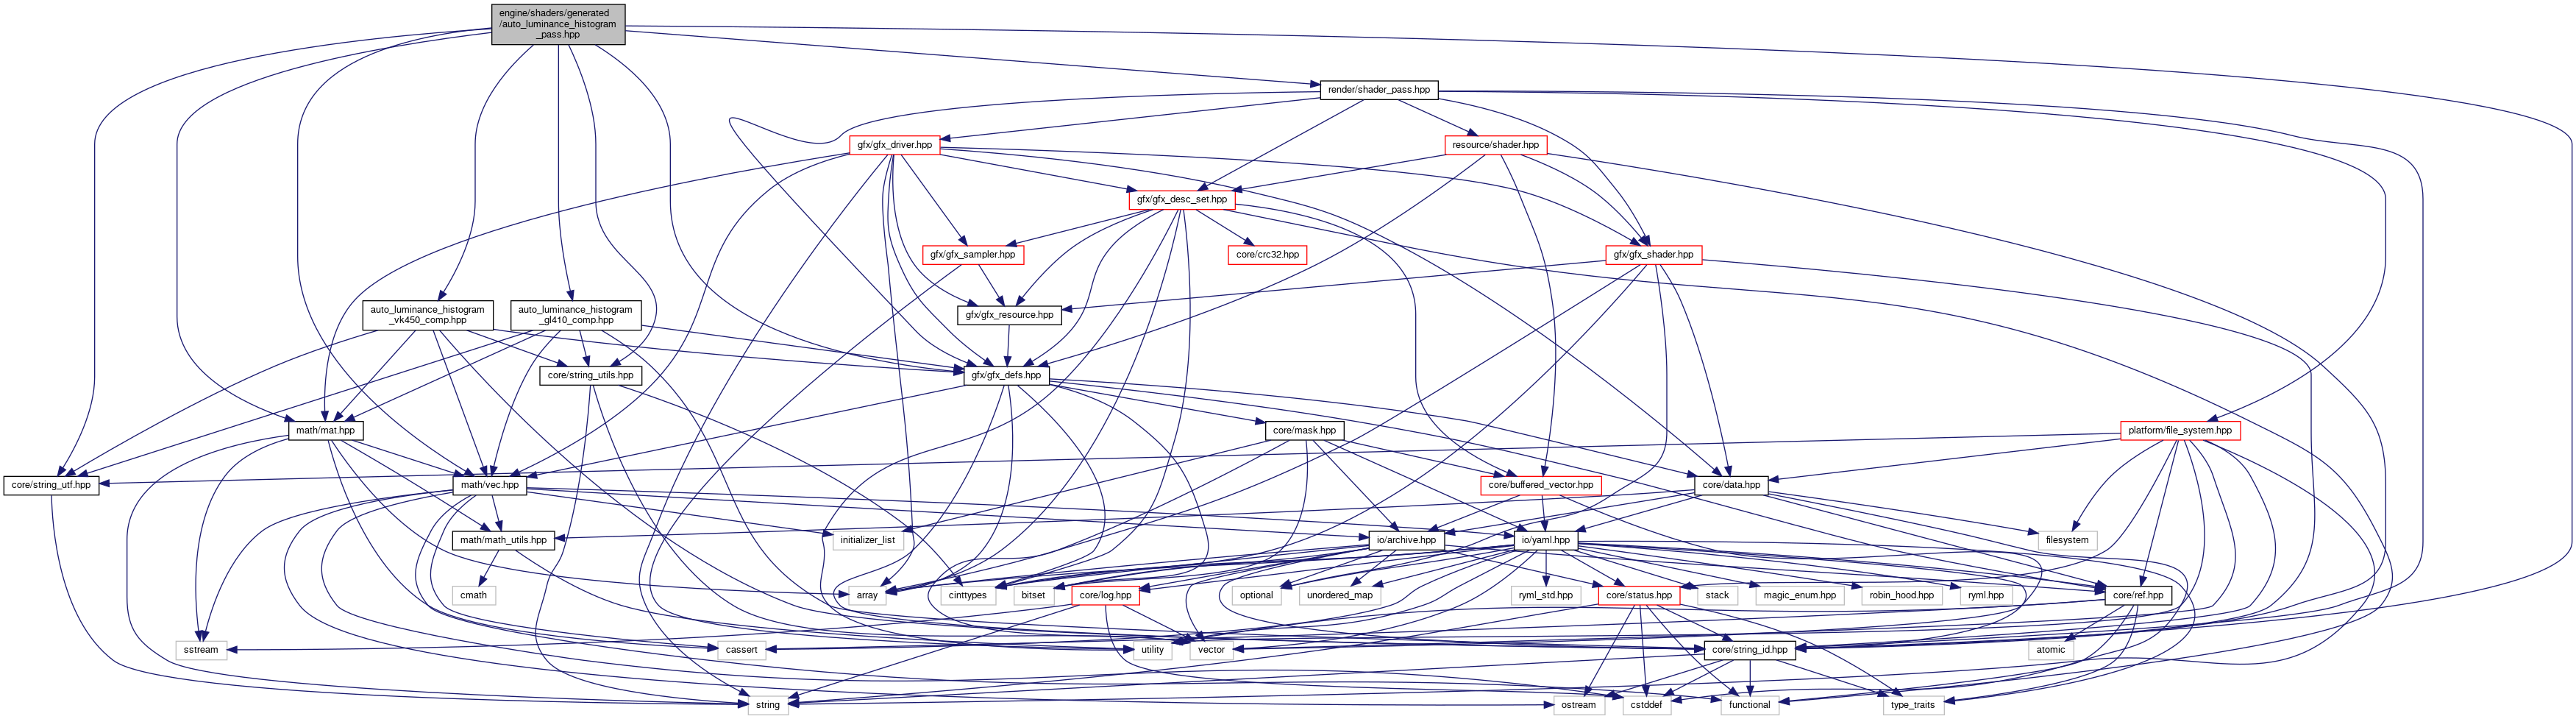 engine/shaders/generated
/auto_luminance_histogram
_pass.hpp
render/shader_pass.hpp
gfx/gfx_driver.hpp
resource/shader.hpp
gfx/gfx_desc_set.hpp
gfx/gfx_sampler.hpp
core/crc32.hpp
gfx/gfx_shader.hpp
auto_luminance_histogram
_vk450_comp.hpp
auto_luminance_histogram
_gl410_comp.hpp
gfx/gfx_resource.hpp
core/string_utils.hpp
gfx/gfx_defs.hpp
math/mat.hpp
core/mask.hpp
platform/file_system.hpp
core/string_utf.hpp
math/vec.hpp
core/buffered_vector.hpp
core/data.hpp
math/math_utils.hpp
initializer_list
io/archive.hpp
io/yaml.hpp
filesystem
cmath
array
cinttypes
bitset
core/log.hpp
optional
unordered_map
ryml_std.hpp
core/status.hpp
stack
magic_enum.hpp
robin_hood.hpp
ryml.hpp
core/ref.hpp
sstream
cassert
utility
vector
core/string_id.hpp
atomic
string
ostream
cstddef
functional
type_traits